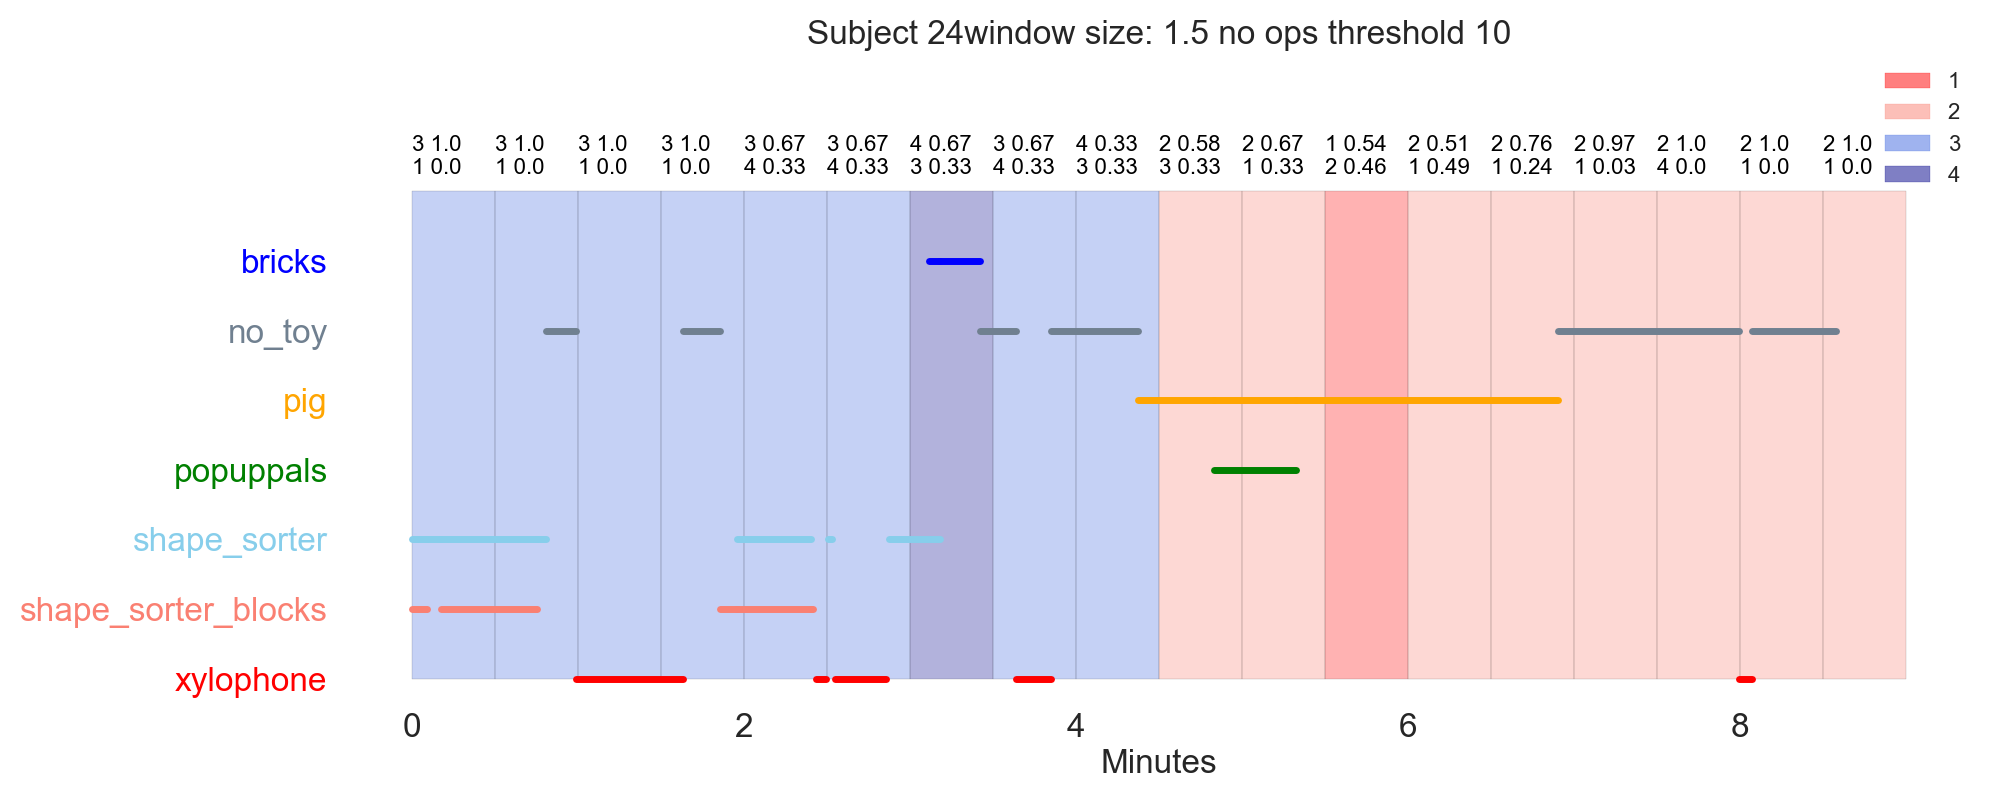 Subject 24window size: 1.5 no ops threshold 10
1
2
3
4
3 1.0 3 1.0 3 1.0 3 1.0 3 0.67 3 0.67 4 0.67 3 0.67 4 0.33 2 0.58 2 0.67 1 0.54 2 0.51 2 0.76 2 0.97 2 1.0 2 1.0 2 1.0
1 0.0 1 0.0 1 0.0 1 0.0 4 0.33 4 0.33 3 0.33 4 0.33 3 0.33 3 0.33 1 0.33 2 0.46 1 0.49 1 0.24 1 0.03 4 0.0 1 0.0 1 0.0
bricks
no_toy
pig
popuppals
shape_sorter
shape_sorter_blocks
xylophone
0 2 4 6 8
Minutes